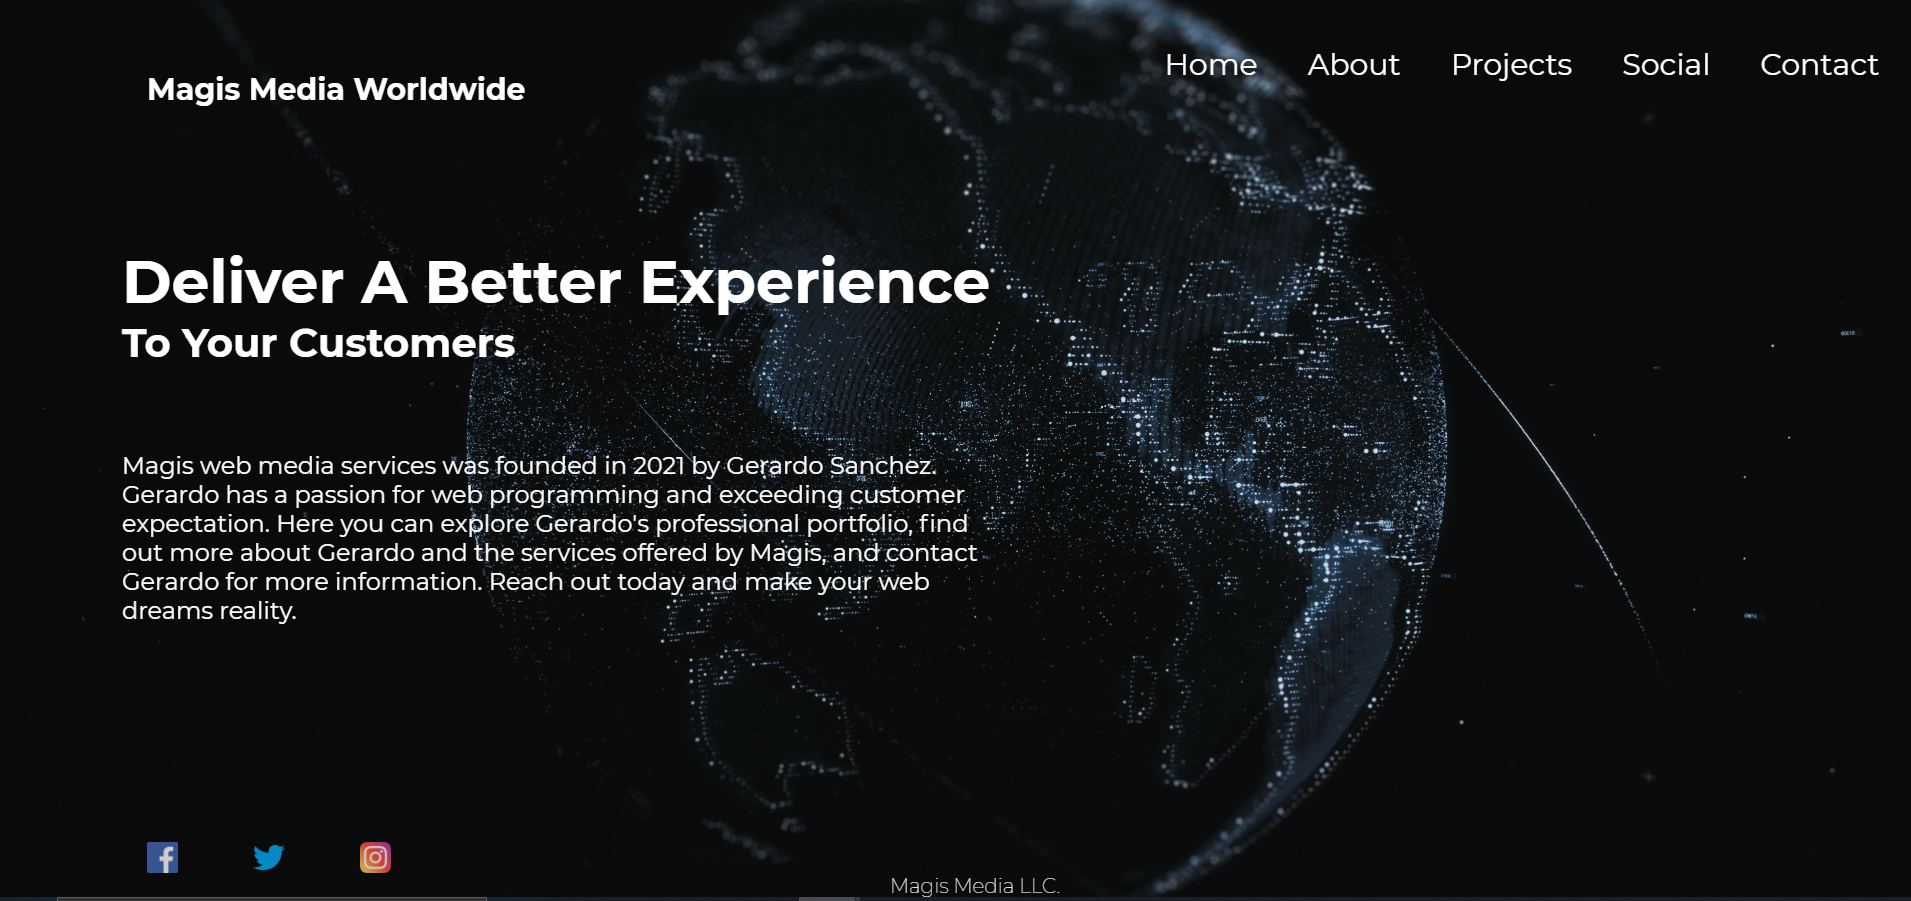 Home About Projects Social Contact
Magis Media Worldwide
Deliver A Better Experience
To Your Customers
Magis web media services was founded in 2021 by Gerardo Sanchez.
Gerardo has a passion for web programming and exceeding customer
expectation. Here you can explore Gerardo's professional portfolio, find
out more about Gerardo and the services offered by Magis, and contact
Gerardo for more information. Reach out today and make your web
dreams reality.
Magis Media LLC.